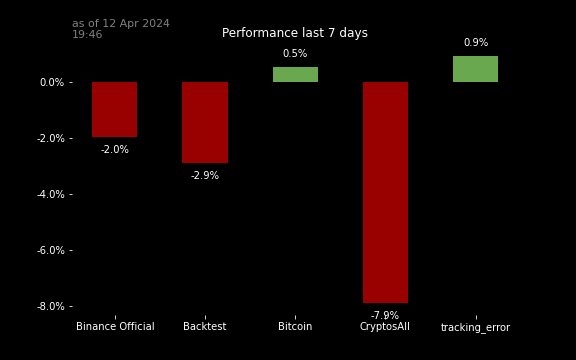 as of 12 Apr 2024
19:46
Performance last 7 days
0.5%
0.9%
0.0%
-2.0%
-2.0%
-2.9%
-4.0%
-6.0%
-8.0%
-7.9%
Binance Official
Backtest
Bitcoin
CryptosAll
tracking_error